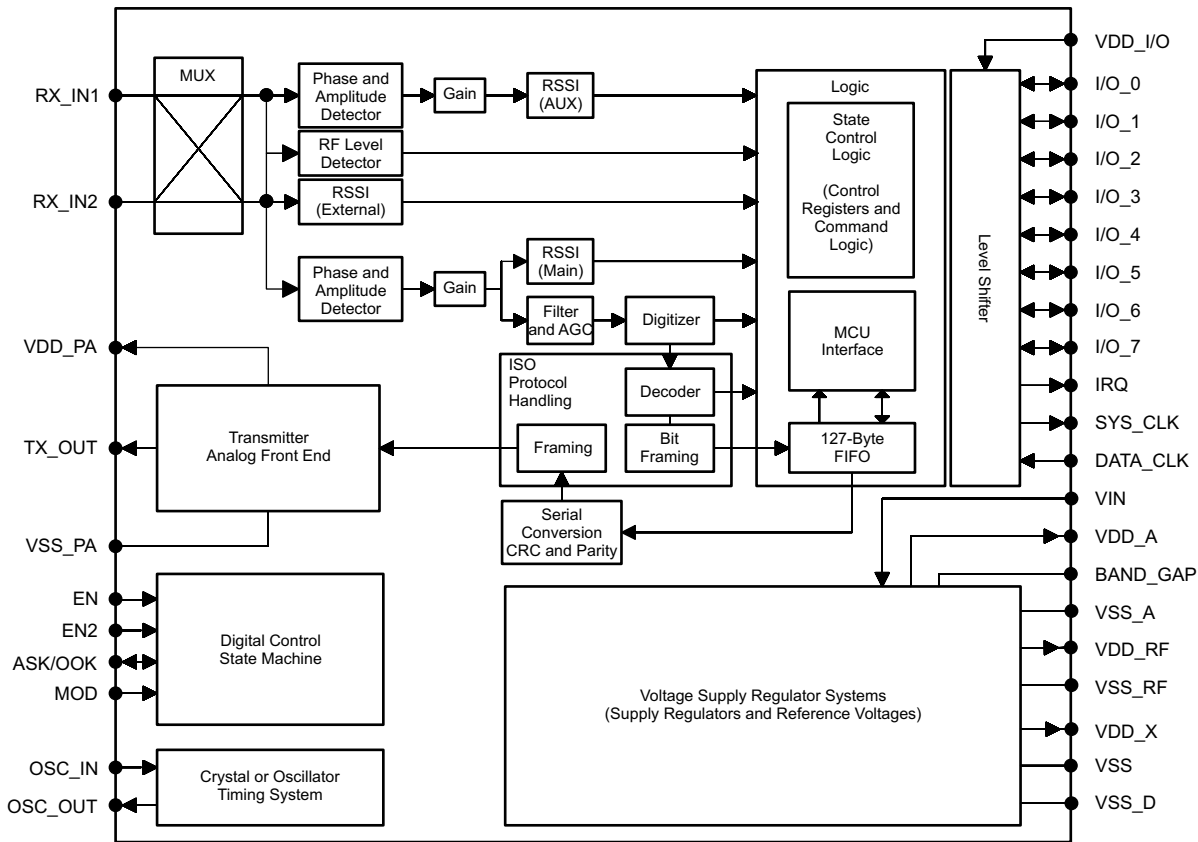 RX_IN1
RX_IN2
VDD_PA
TX_OUT
VSS_PA
EN
EN2
ASK/OOK
MOD
OSC_IN
OSC_OUT
MUX
Phase and
Amplitude
Detector
Gain
RSSI
(AUX)
RF Level
Detector
RSSI
(External)
Phase and
Amplitude
Detector
Gain
RSSI
(Main)
Filter
and AGC
Digitizer
ISO
Protocol
Handling
Decoder
Bit
Framing
Framing
Serial
Conversion
CRC and Parity
Transmitter
Analog Front End
Digital Control
State Machine
Crystal or Oscillator
Timing System
Logic
State
Control
Logic
(Control
Registers and
Command
Logic)
MCU
Interface
127-Byte
FIFO
Level Shifter
Voltage Supply Regulator Systems
(Supply Regulators and Reference Voltages)
VDD_I/O
I/O_0
I/O_1
I/O_2
I/O_3
I/O_4
I/O_5
I/O_6
I/O_7
IRQ
SYS_CLK
DATA_CLK
VIN
VDD_A
BAND_GAP
VSS_A
VDD_RF
VSS_RF
VDD_X
VSS
VSS_D